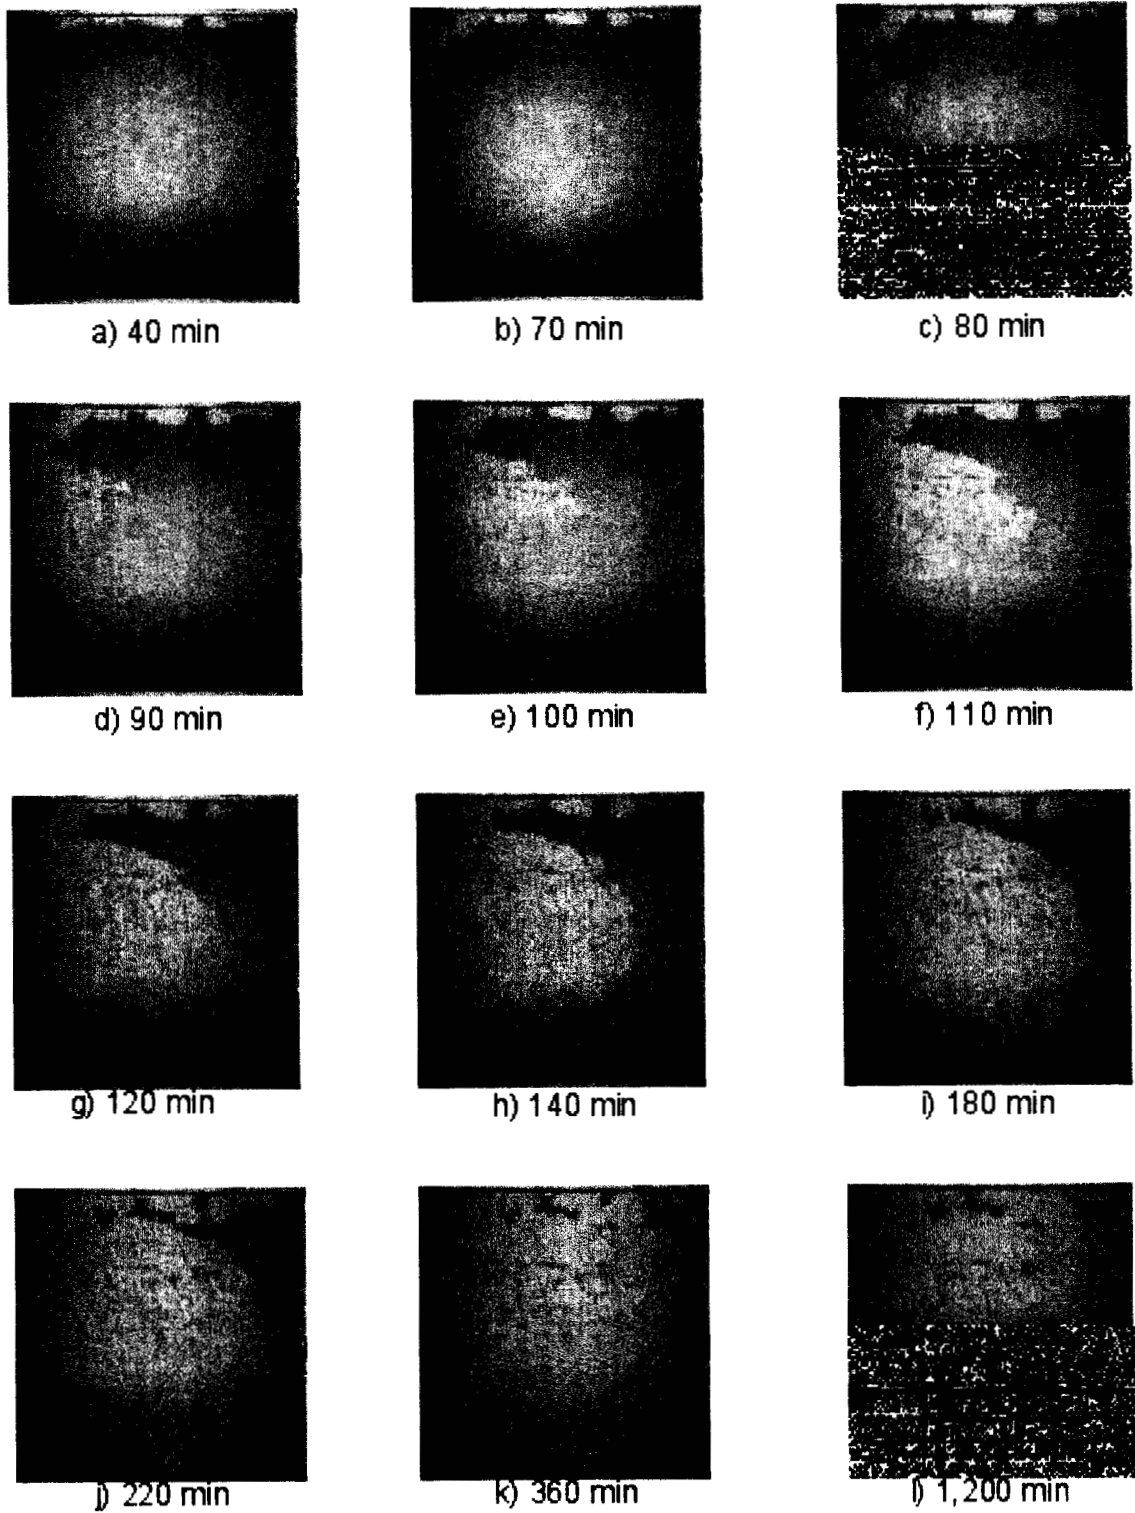 a) 40 min
b) 70 min
c) 80 min
d) 90 min
e) 100 min
f) 110 min
g) 120 min
h) 140 min
i) 180 min
j) 220 min
k) 360 min
l) 1,200 min